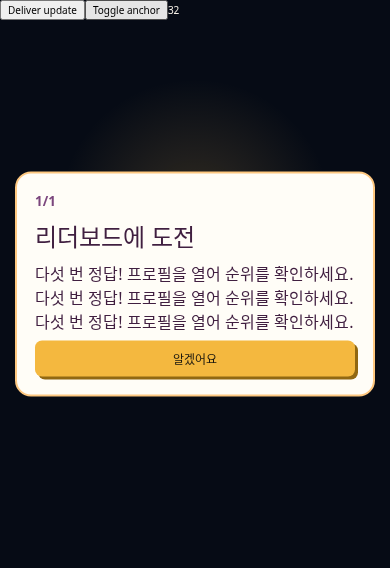 Deliver update Toggle anchor 32
1/1
리더보드에 도전
다섯 번 정답! 프로필을 열어 순위를 확인하세요.
다섯 번 정답! 프로필을 열어 순위를 확인하세요.
다섯 번 정답! 프로필을 열어 순위를 확인하세요.
알겠어요